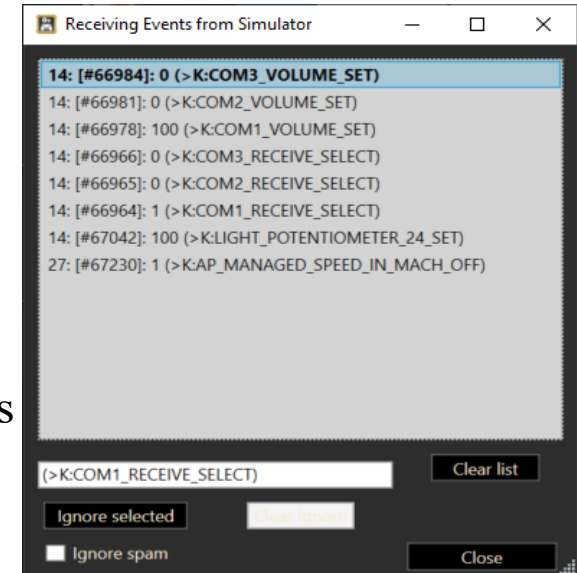 Receiving Events from Simulator
14: [#66984]: 0 (>K:COM3_VOLUME_SET)
14: [#66981]: 0 (>K:COM2_VOLUME_SET)
14: [#66978]: 100 (>K:COM1_VOLUME_SET)
14: [#66966]: 0 (>K:COM3_RECEIVE_SELECT)
14: [#66965]: 0 (>K:COM2_RECEIVE_SELECT)
14: [#66964]: 1 (>K:COM1_RECEIVE_SELECT)
14: [#67042]: 100 (>K:LIGHT_POTENTIOMETER_24_SET)
27: [#67230]: 1 (>K:AP_MANAGED_SPEED_IN_MACH_OFF)
s
(>K:COM1_RECEIVE_SELECT)
Clear list
Ignore selected
Clear Ignore
Ignore spam
Close